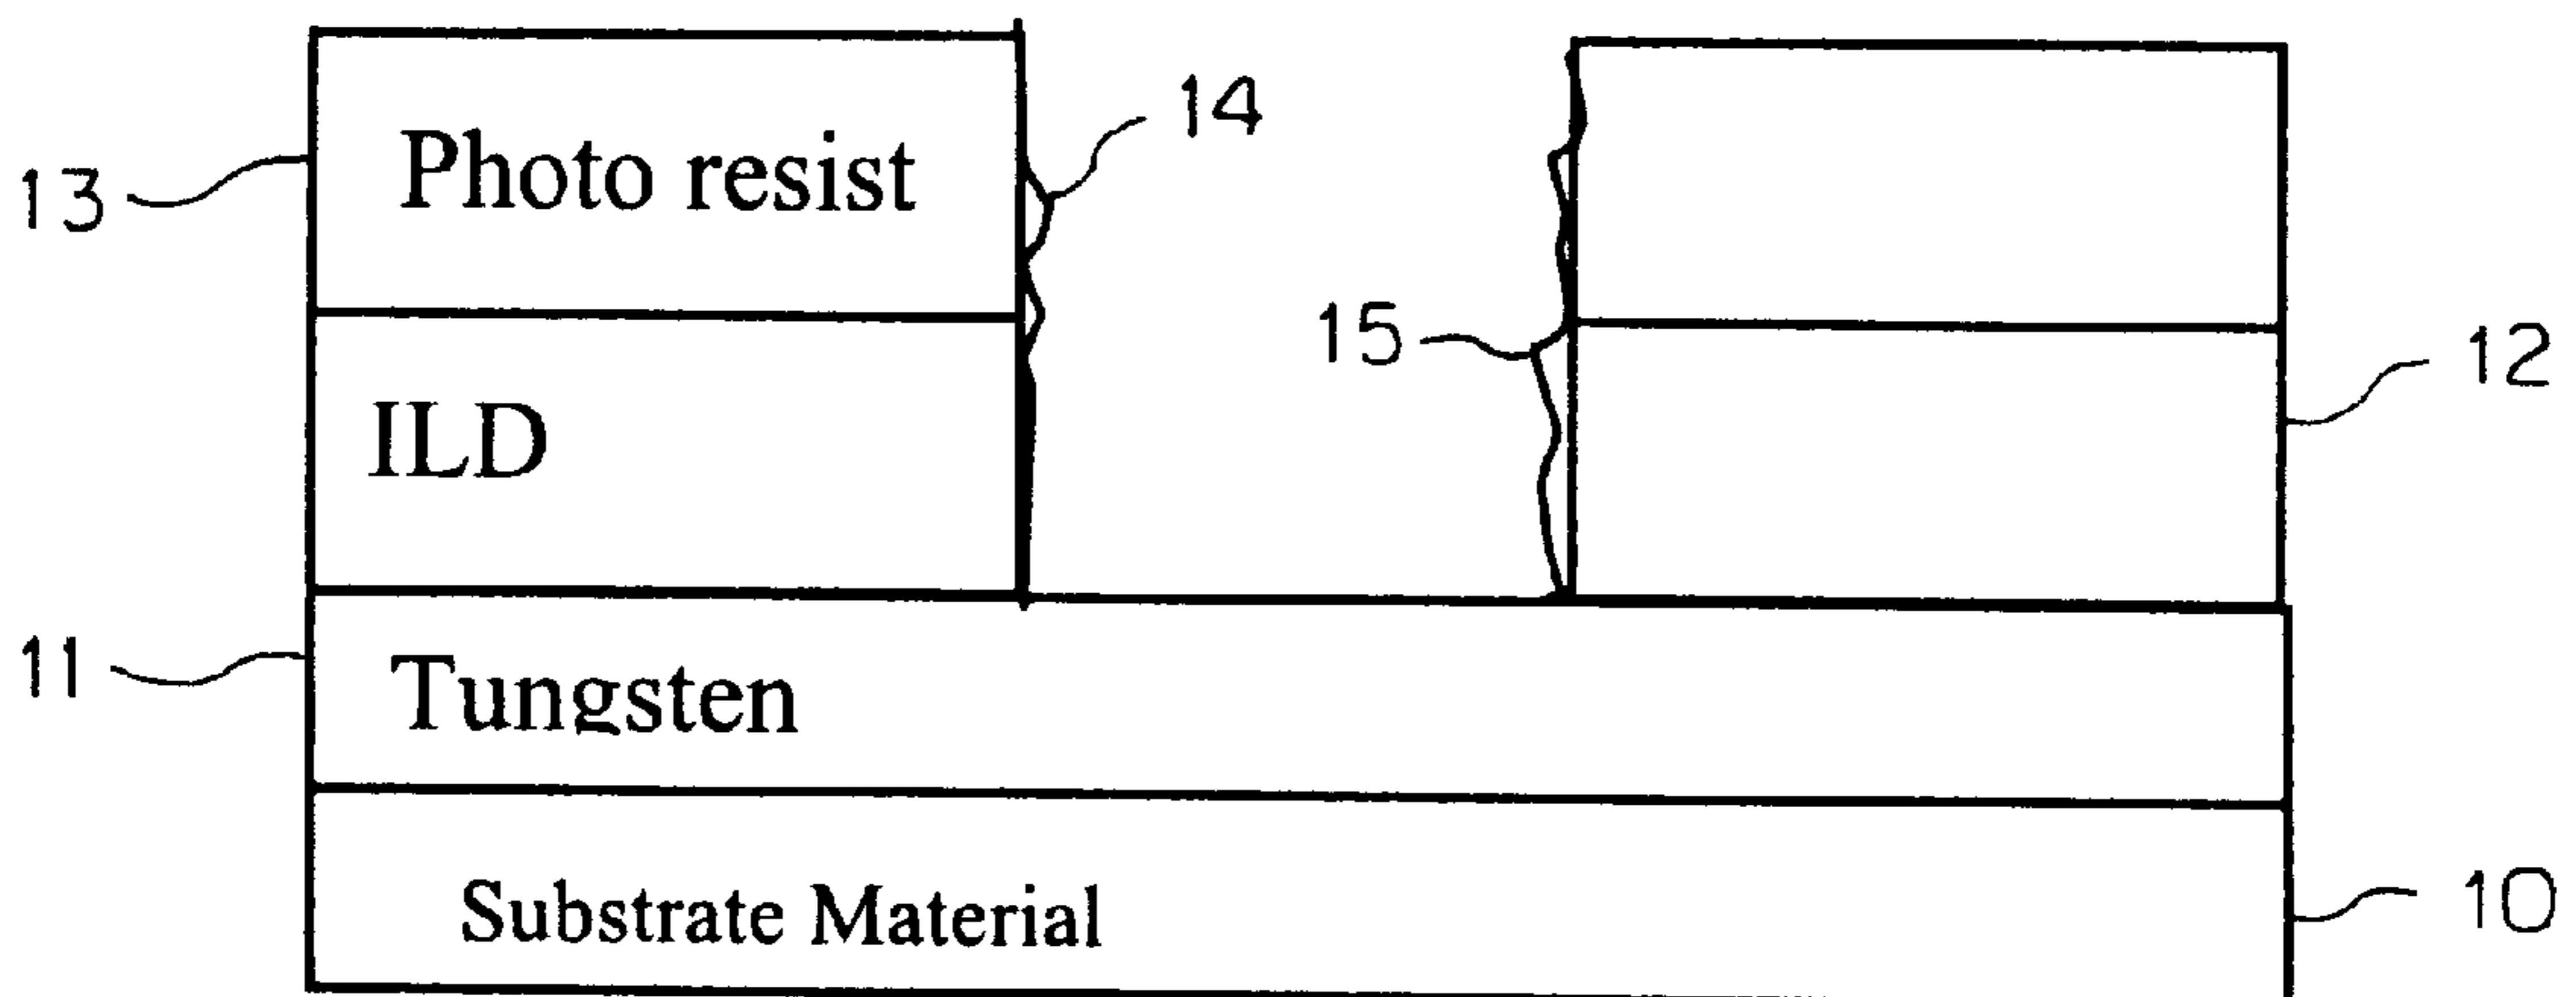 14
Photo resist
13
15
12
ILD
11
Tungsten
10
Substrate Material